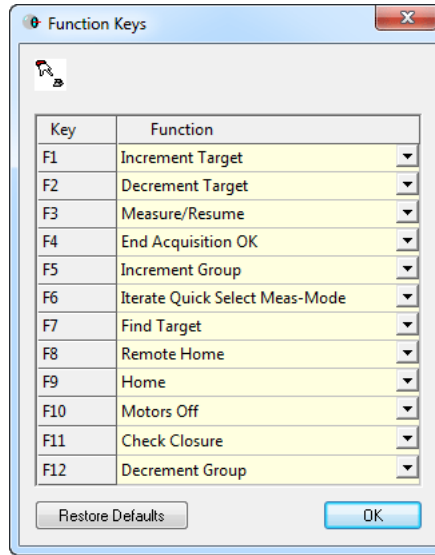 Function Keys
Key Function
F1 Increment Target
F2 Decrement Target
F3 Measure/Resume
F4 End Acquisition OK
F5 Increment Group
F6 Iterate Quick Select Meas-Mode
F7 Find Target
F8 Remote Home
F9 Home
F10 Motors Off
F11 Check Closure
F12 Decrement Group
Restore Defaults OK